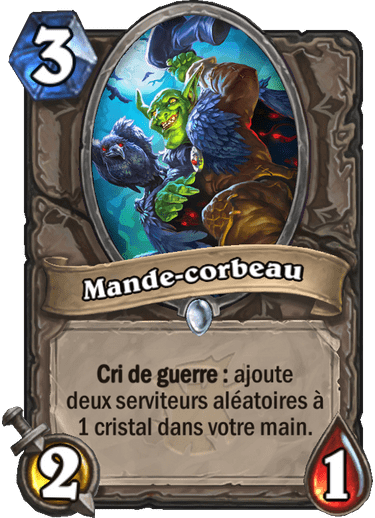 3
Mande-corbeau
Cri de guerre : ajoute
deux serviteurs aléatoires à
1 cristal dans votre main.
2
1